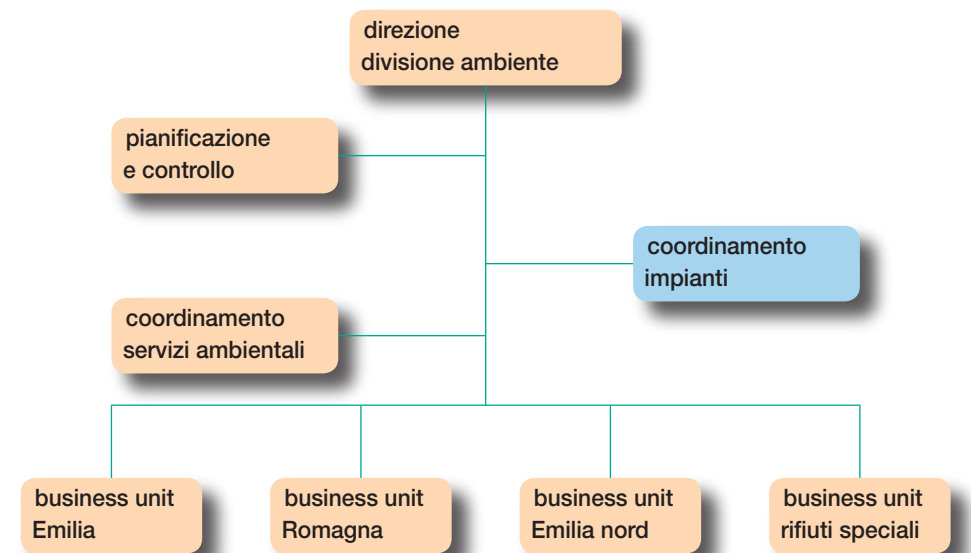 direzione
divisione ambiente
pianificazione
e controllo
coordinamento
impianti
coordinamento
servizi ambientali
business unit
Emilia
business unit
Romagna
business unit
Emilia nord
business unit
rifiuti speciali